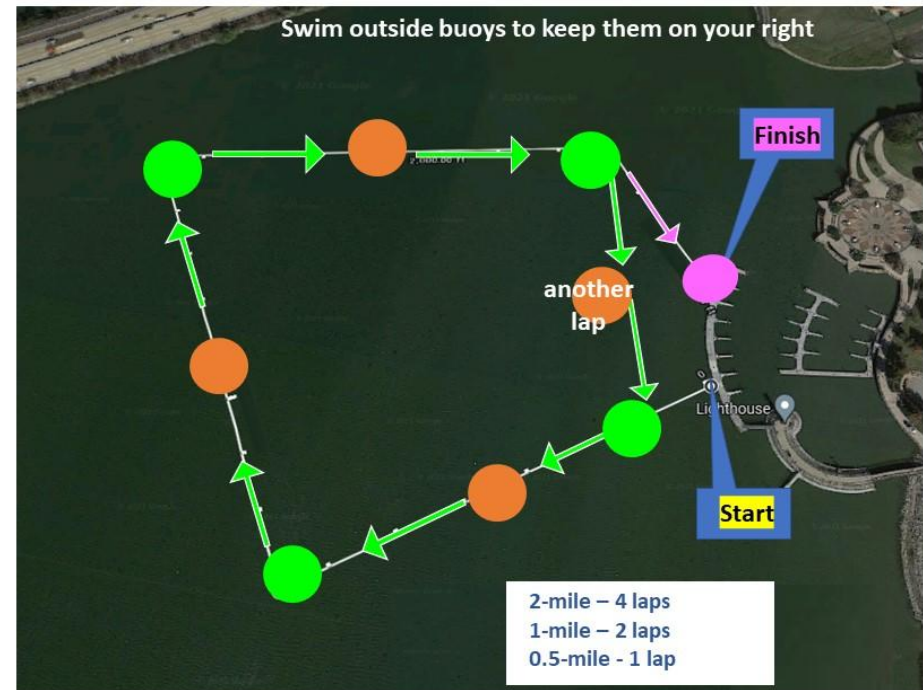 Swim outside buoys to keep them on your right
Finish
another
lap
Lighthouse
Start
2-mile – 4 laps
1-mile – 2 laps
0.5-mile - 1 lap